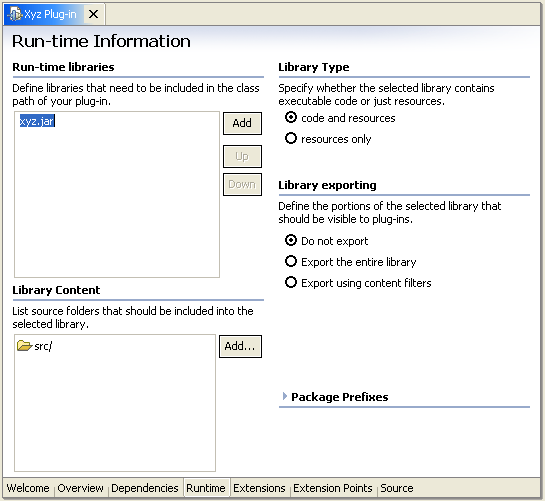 Xyz Plug-in
Run-time Information
Run-time libraries
Define libraries that need to be included in the class
path of your plug-in.
xyz.jar
Add
Up
Down
Library Content
List source folders that should be included into the
selected library.
src/
Add...
Library Type
Specify whether the selected library contains
executable code or just resources.
code and resources
resources only
Library exporting
Define the portions of the selected library that
should be visible to plug-ins.
Do not export
Export the entire library
Export using content filters
Package Prefixes
Welcome Overview Dependencies Runtime Extensions Extension Points Source